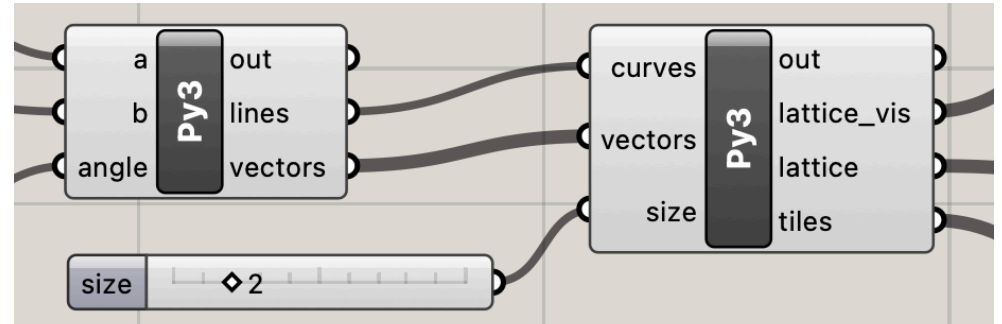 a
b
angle
Py3
out
lines
vectors
size
2
curves
vectors
size
Py3
out
lattice_vis
lattice
tiles